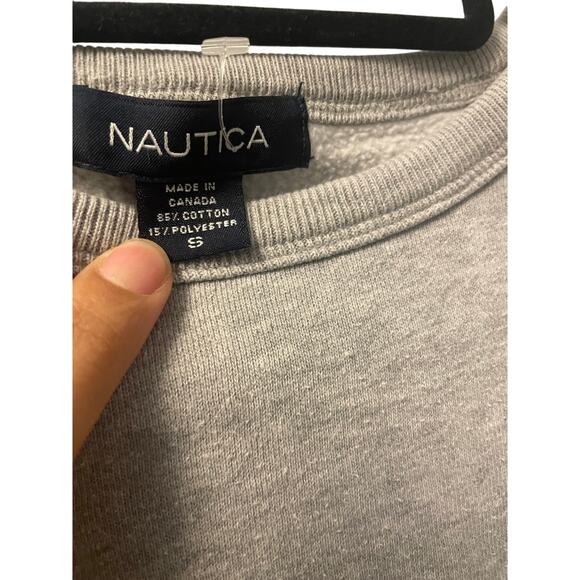 NAUTICA
MADE IN
CANADA
85% COTTON
15% POLYESTER
S